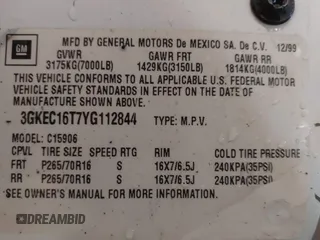 GM MFD BY GENERAL MOTORS De MEXICO SA. De C.V. 12/99
GVWR GAWR FRT GAWR RR
3175KG(7000LB) 1429KG(3150LB) 1814KG(4000LB)
THIS VEHICLE CONFORMS TO ALL APPLICABLE U.S. FEDERAL MOTOR
VEHICLE SAFETY STANDARDS IN EFFECT ON THE DATE OF
MANUFACTURE SHOWN ABOVE.
3GKEC16T7YG112844 TYPE: M.P.V.
MODEL: C15906
CPVL TIRE SIZE SPEED RTG RIM COLD TIRE PRESSURE
FRT P265/70R16 S 16X7/6.5J 240KPA(35PSI)
RR P265/70R16 S 16X7/6.5J 240KPA(35PSI)
SEE OWNER'S MANUAL FOR MORE INFORMATION.
IDREAMBID